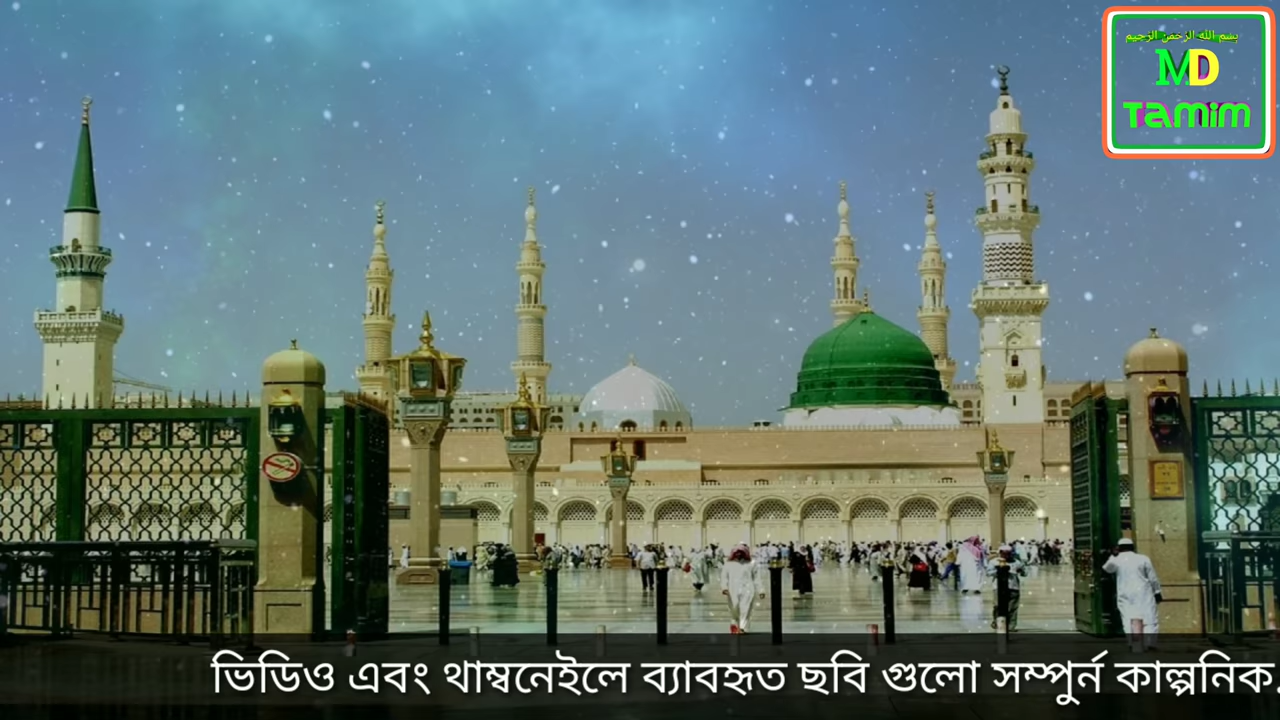 بسم الله الرحمن الرحيم
MD
Tamim
ভিডিও এবং থাম্বনেইলে ব্যাবহৃত ছবি গুলো সম্পুর্ন কাল্পনিক.